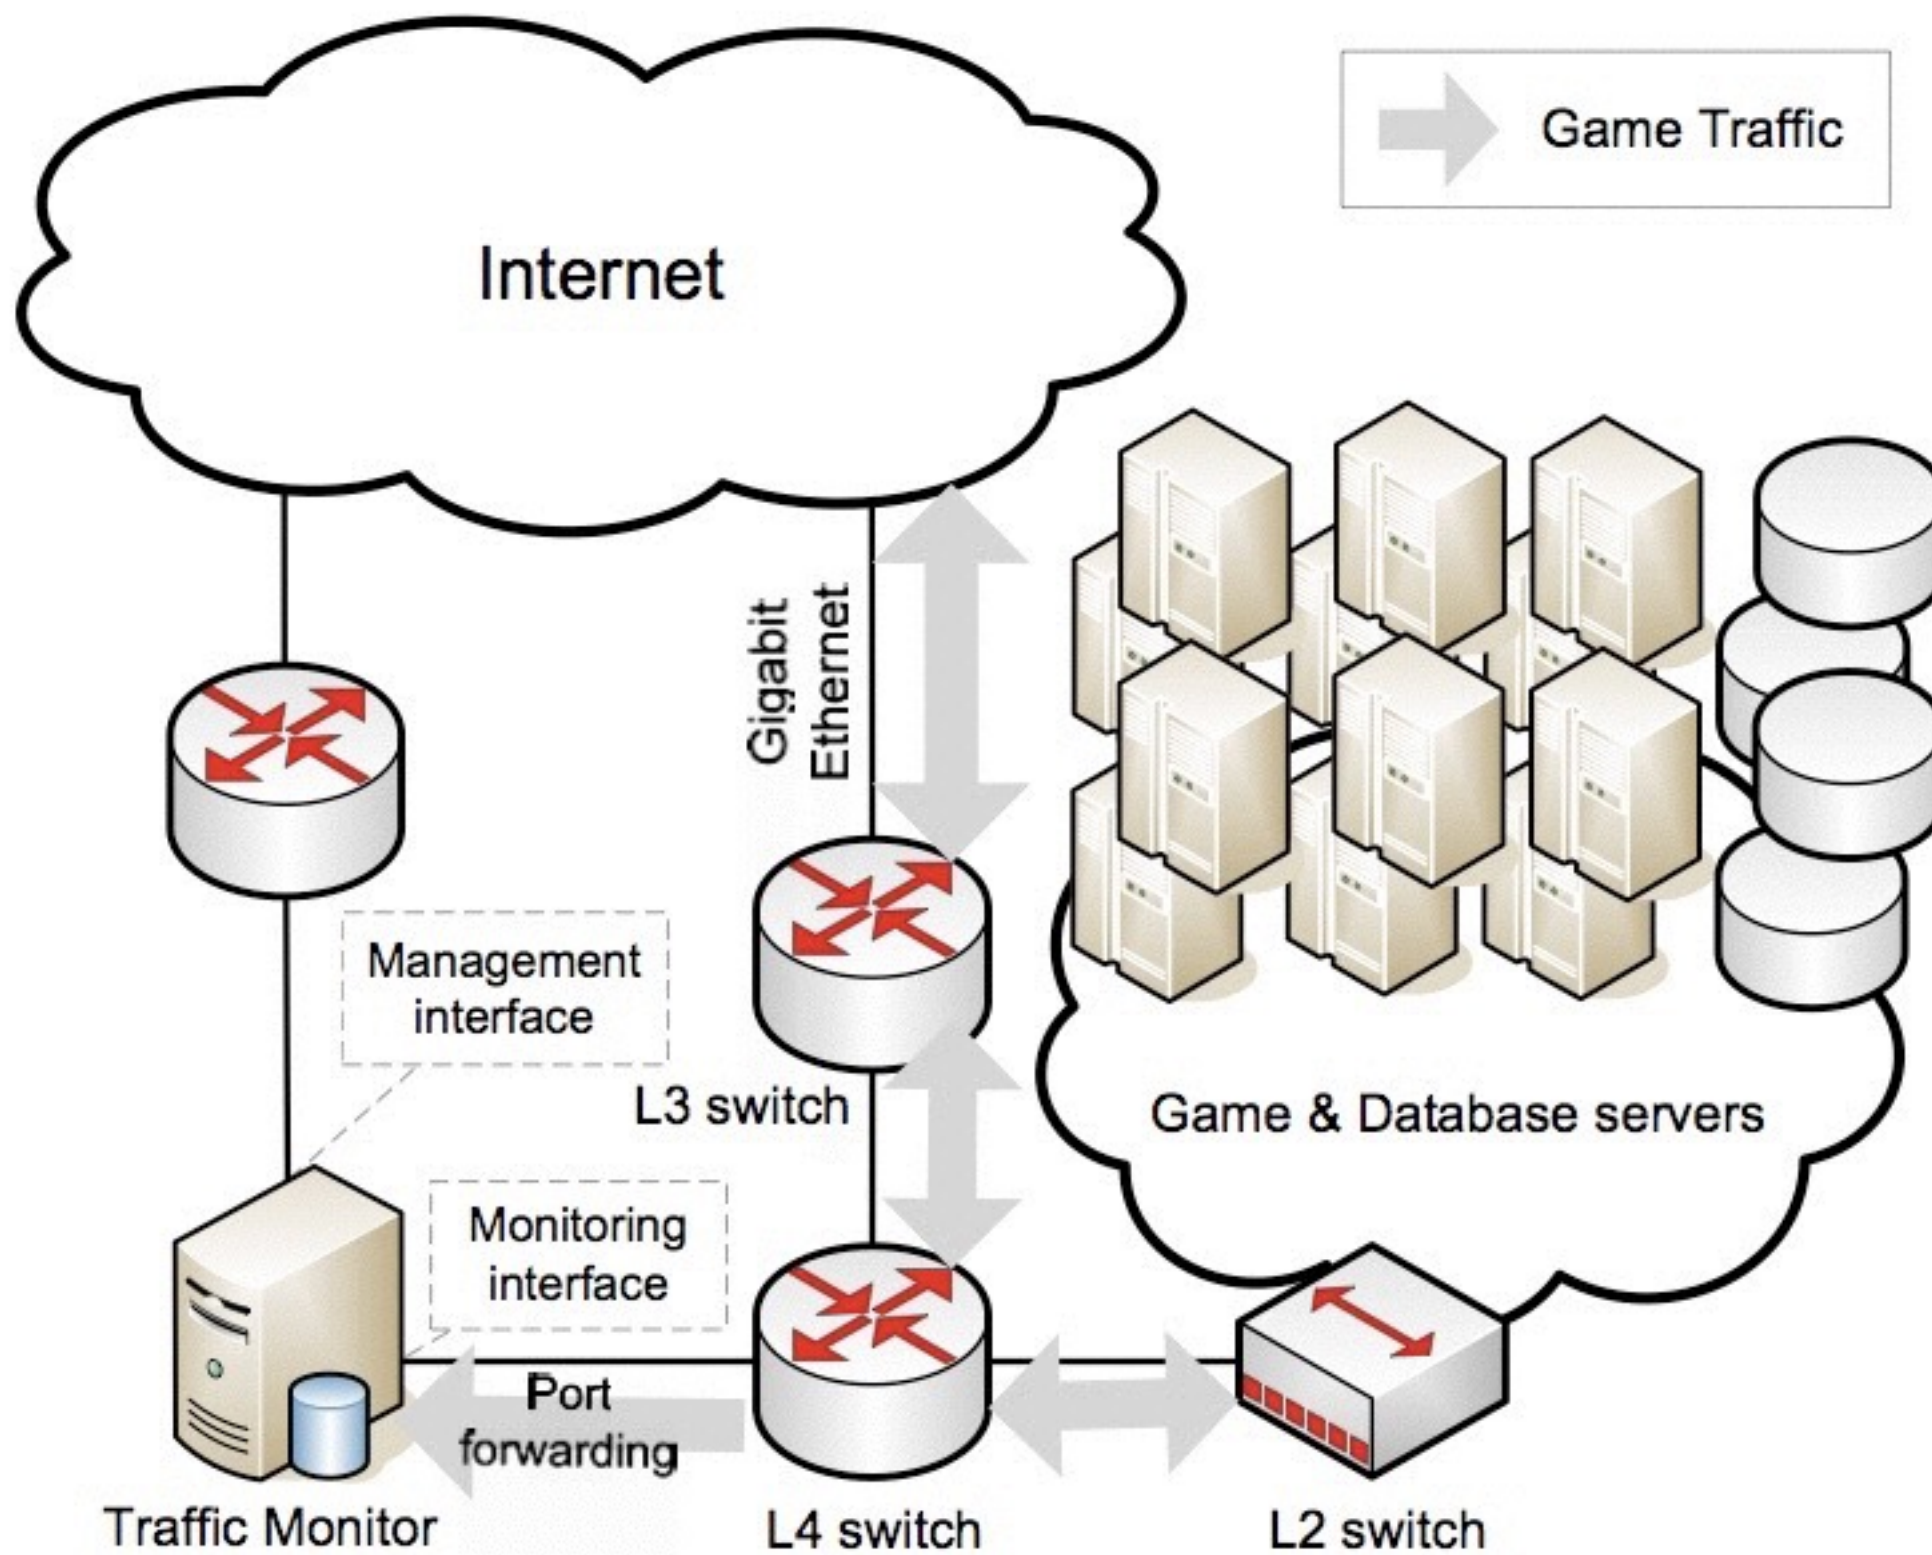 Internet
Game Traffic
Gigabit
Ethernet
Management
interface
L3 switch
Game & Database servers
Monitoring
interface
Port
forwarding
Traffic Monitor
L4 switch
L2 switch